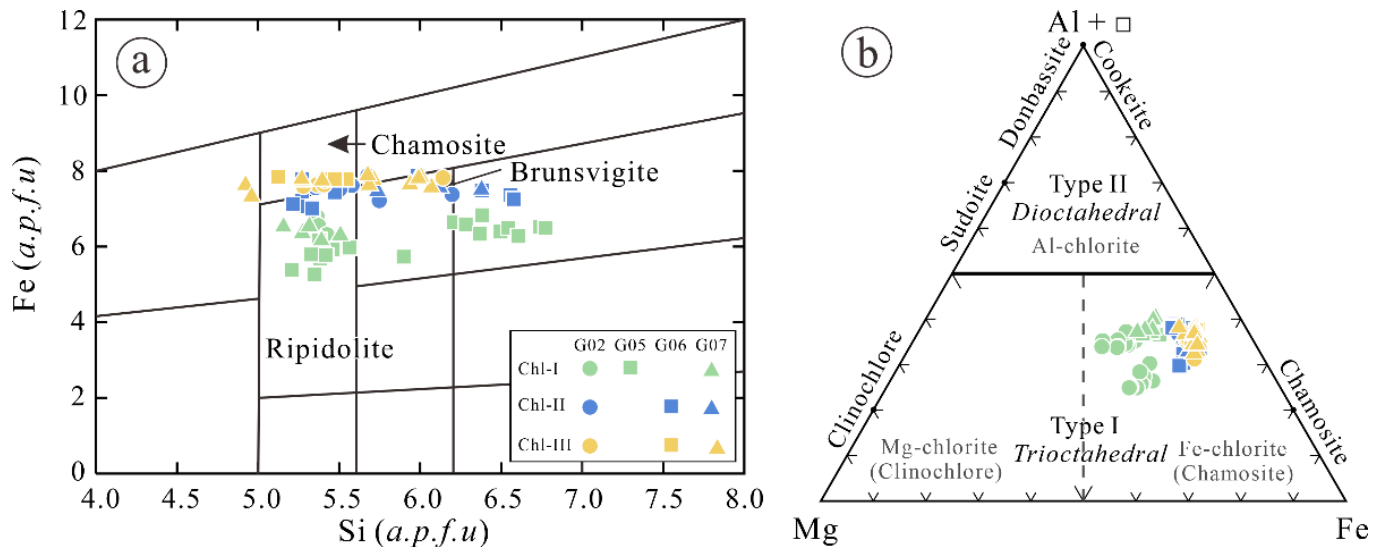 a
12
10
8
6
4
2
0
Fe (a.p.f.u)
4.0 4.5 5.0 5.5 6.0 6.5 7.0 7.5 8.0
Si (a.p.f.u)
Chamosite
Brunsvigite
Ripidolite
G02 G05 G06 G07
Chl-I
Chl-II
Chl-III
b
Al + □
Donbassite
Cookeite
Sudoite
Type II
Dioctahedral
Al-chlorite
Clinochlore
Chamosite
Type I
Trioctahedral
Mg-chlorite
(Clinochlore)
Fe-chlorite
(Chamosite)
Mg
Fe